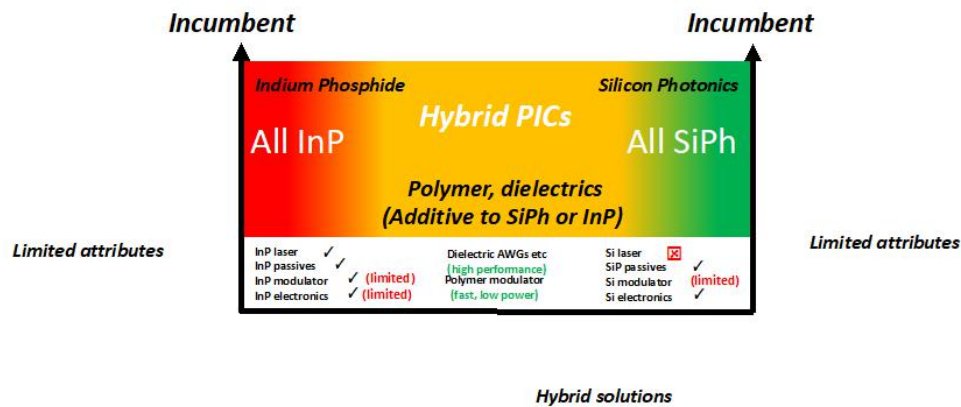 Incumbent
Incumbent
Indium Phosphide
Silicon Photonics
Hybrid PICs
All InP
All SiPh
Polymer, dielectrics
(Additive to SiPh or InP)
Limited attributes
Limited attributes
InP laser ✓
InP passives ✓
InP modulator ✓ (limited)
InP electronics ✓ (limited)
Dielectric AWGs etc
(high performance)
Polymer modulator
(fast, low power)
Si laser ☒
SiP passives ✓
Si modulator (limited)
Si electronics ✓
Hybrid solutions